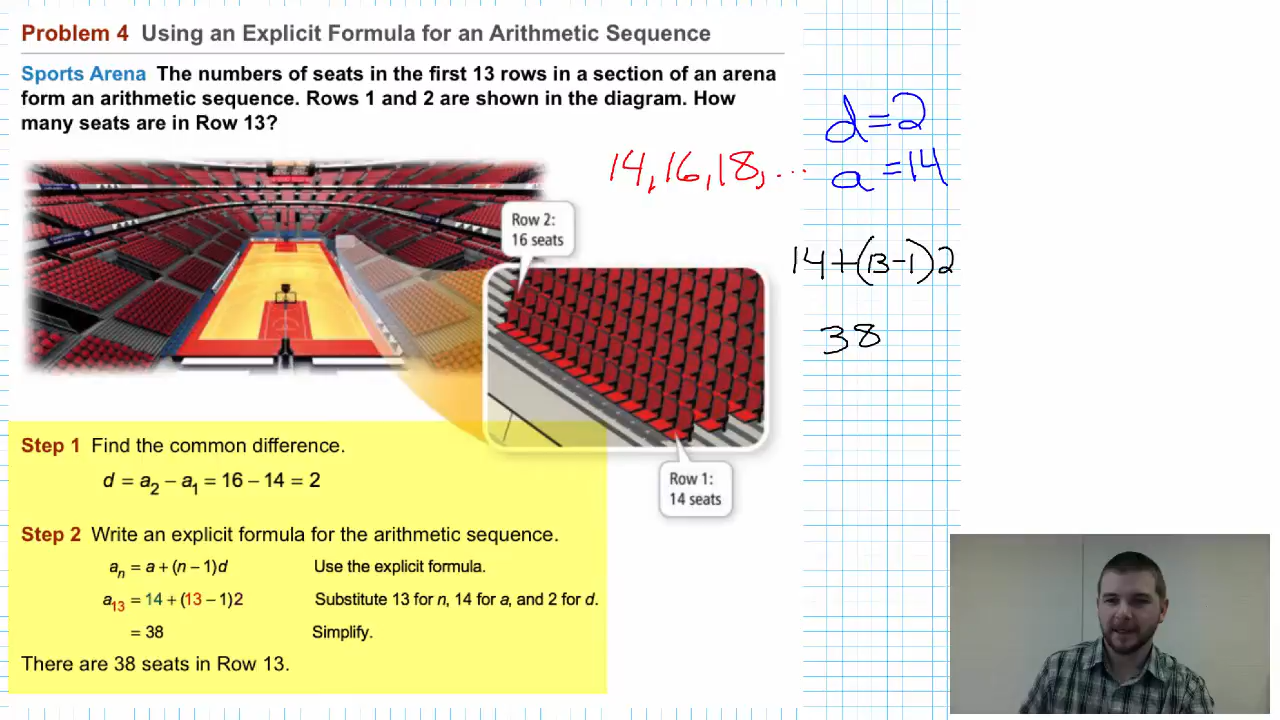 Problem 4 Using an Explicit Formula for an Arithmetic Sequence
Sports Arena The numbers of seats in the first 13 rows in a section of an arena
form an arithmetic sequence. Rows 1 and 2 are shown in the diagram. How
many seats are in Row 13?
d=2
14, 16, 18, ...
a=14
Row 2:
16 seats
14+(13-1)2
38
Row 1:
14 seats
Step 1 Find the common difference.
d = a2 − a1 = 16 − 14 = 2
Step 2 Write an explicit formula for the arithmetic sequence.
an = a + (n − 1)d Use the explicit formula.
a13 = 14 + (13 − 1)2 Substitute 13 for n, 14 for a, and 2 for d.
= 38 Simplify.
There are 38 seats in Row 13.